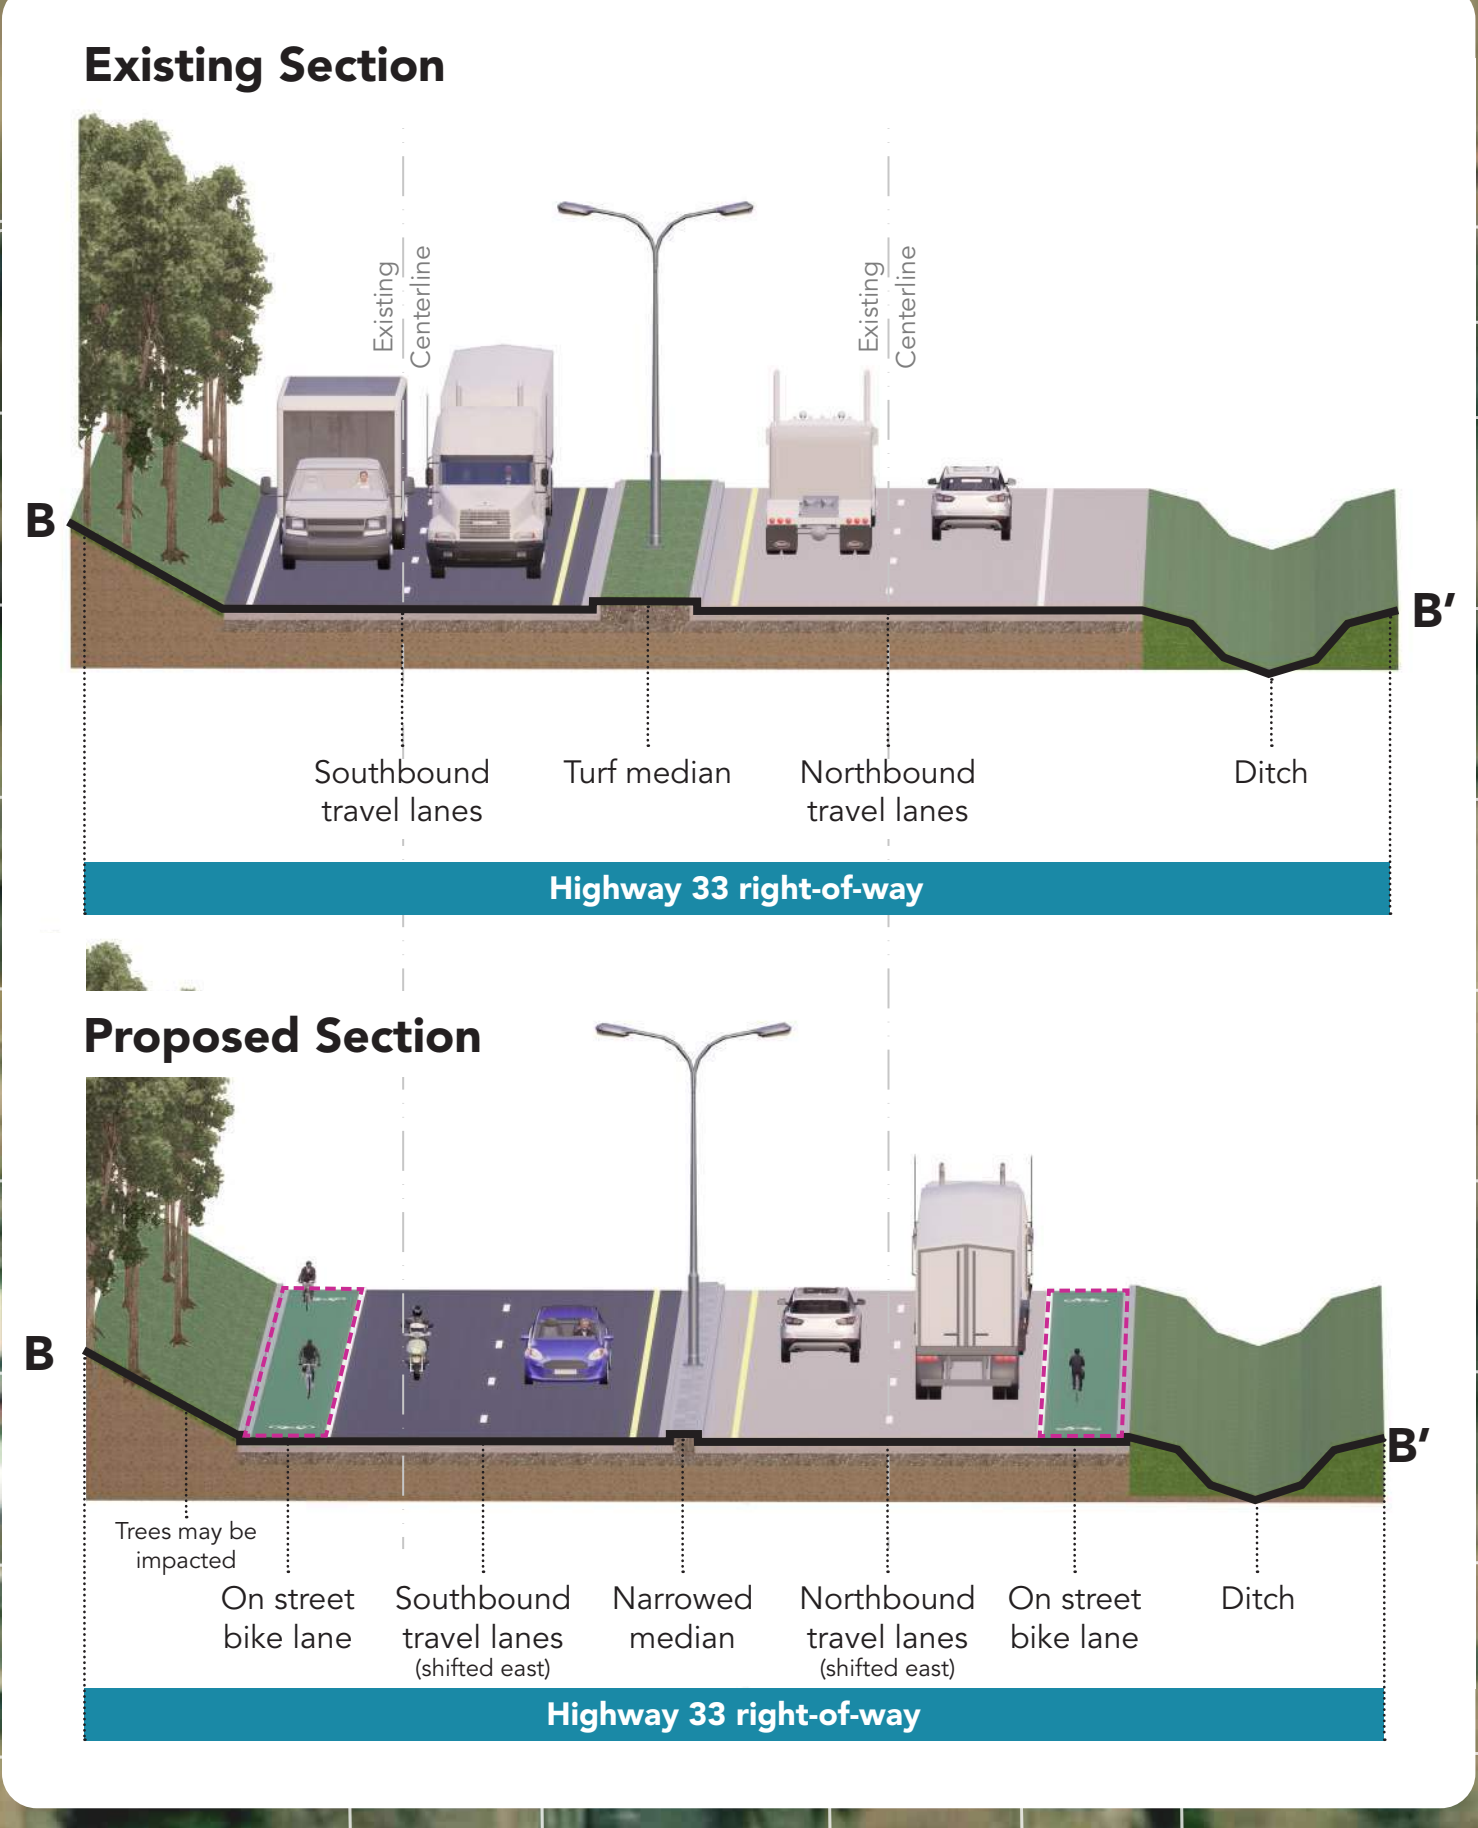 Existing Section
Existing
Centerline
Existing
Centerline
B
B′
Southbound
travel lanes
Turf median
Northbound
travel lanes
Ditch
Highway 33 right-of-way
Proposed Section
B
B′
Trees may be
impacted
On street
bike lane
Southbound
travel lanes
(shifted east)
Narrowed
median
Northbound
travel lanes
(shifted east)
On street
bike lane
Ditch
Highway 33 right-of-way